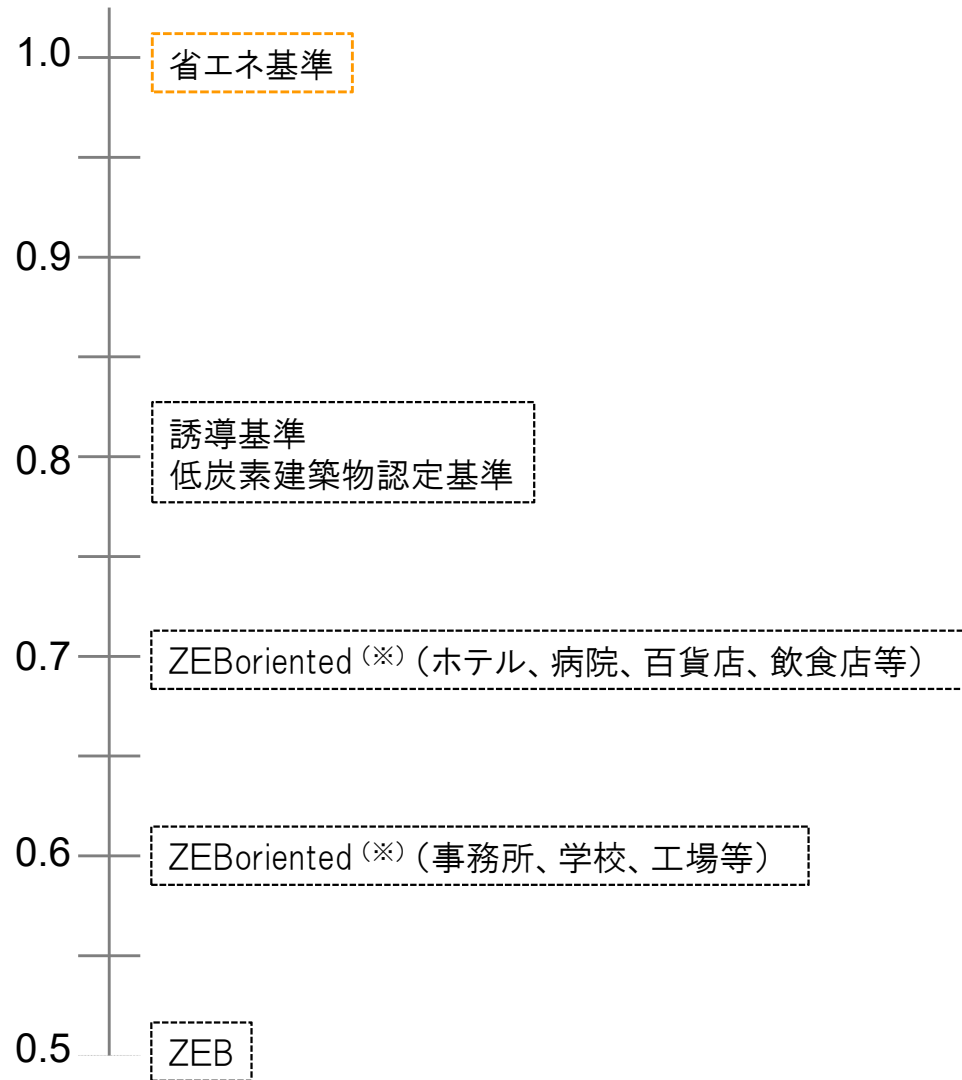 1.0 省エネ基準
0.9
誘導基準
0.8 低炭素建築物認定基準
0.7 ZEBoriented（※）（ホテル、病院、百貨店、飲食店等）
0.6 ZEBoriented（※）（事務所、学校、工場等）
0.5 ZEB